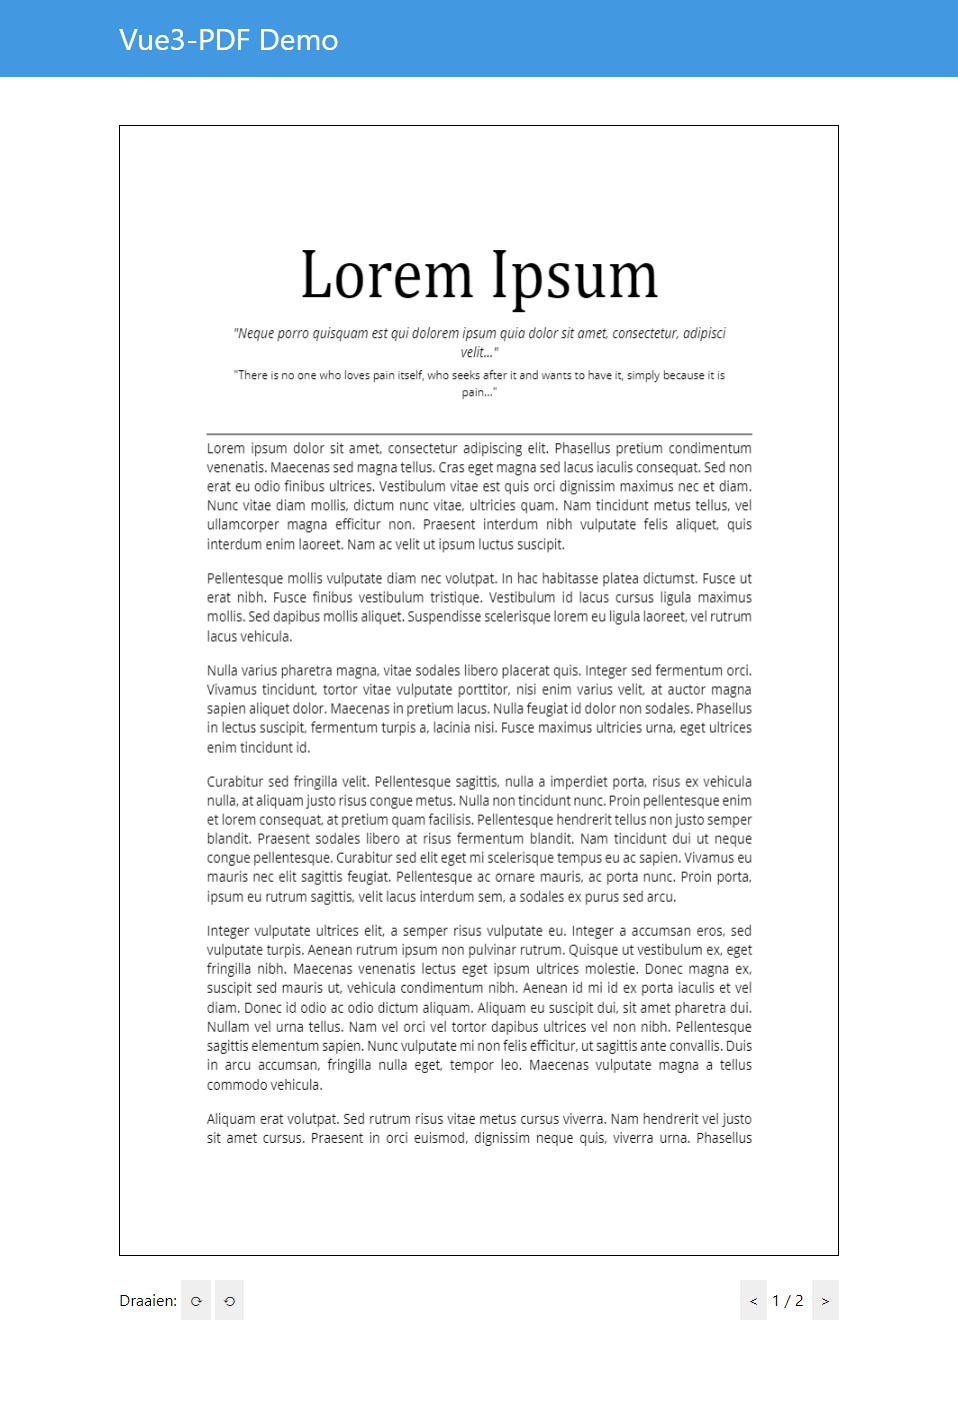 Vue3-PDF Demo
Lorem Ipsum
"Neque porro quisquam est qui dolorem ipsum quia dolor sit amet, consectetur, adipisci
velit..."
"There is no one who loves pain itself, who seeks after it and wants to have it, simply because it is
pain..."
Lorem ipsum dolor sit amet, consectetur adipiscing elit. Phasellus pretium condimentum
venenatis. Maecenas sed magna tellus. Cras eget magna sed lacus iaculis consequat. Sed non
erat eu odio finibus ultrices. Vestibulum vitae est quis orci dignissim maximus nec et diam.
Nunc vitae diam mollis, dictum nunc vitae, ultricies quam. Nam tincidunt metus tellus, vel
ullamcorper magna efficitur non. Praesent interdum nibh vulputate felis aliquet, quis
interdum enim laoreet. Nam ac velit ut ipsum luctus suscipit.
Pellentesque mollis vulputate diam nec volutpat. In hac habitasse platea dictumst. Fusce ut
erat nibh. Fusce finibus vestibulum tristique. Vestibulum id lacus cursus ligula maximus
mollis. Sed dapibus mollis aliquet. Suspendisse scelerisque lorem eu ligula laoreet, vel rutrum
lacus vehicula.
Nulla varius pharetra magna, vitae sodales libero placerat quis. Integer sed fermentum orci.
Vivamus tincidunt, tortor vitae vulputate porttitor, nisi enim varius velit, at auctor magna
sapien aliquet dolor. Maecenas in pretium lacus. Nulla feugiat id dolor non sodales. Phasellus
in lectus suscipit, fermentum turpis a, lacinia nisi. Fusce maximus ultricies urna, eget ultrices
enim tincidunt id.
Curabitur sed fringilla velit. Pellentesque sagittis, nulla a imperdiet porta, risus ex vehicula
nulla, at aliquam justo risus congue metus. Nulla non tincidunt nunc. Proin pellentesque enim
et lorem consequat, at pretium quam facilisis. Pellentesque hendrerit tellus non justo semper
blandit. Praesent sodales libero at risus fermentum blandit. Nam tincidunt dui ut neque
congue pellentesque. Curabitur sed elit eget mi scelerisque tempus eu ac sapien. Vivamus eu
mauris nec elit sagittis feugiat. Pellentesque ac ornare mauris, ac porta nunc. Proin porta,
ipsum eu rutrum sagittis, velit lacus interdum sem, a sodales ex purus sed arcu.
Integer vulputate ultrices elit, a semper risus vulputate eu. Integer a accumsan eros, sed
vulputate turpis. Aenean rutrum ipsum non pulvinar rutrum. Quisque ut vestibulum ex, eget
fringilla nibh. Maecenas venenatis lectus eget ipsum ultrices molestie. Donec magna ex,
suscipit sed mauris ut, vehicula condimentum nibh. Aenean id mi id ex porta iaculis et vel
diam. Donec id odio ac odio dictum aliquam. Aliquam eu suscipit dui, sit amet pharetra dui.
Nullam vel urna tellus. Nam vel orci vel tortor dapibus ultrices vel non nibh. Pellentesque
sagittis elementum sapien. Nunc vulputate mi non felis efficitur, ut sagittis ante convallis. Duis
in arcu accumsan, fringilla nulla eget, tempor leo. Maecenas vulputate magna a tellus
commodo vehicula.
Aliquam erat volutpat. Sed rutrum risus vitae metus cursus viverra. Nam hendrerit vel justo
sit amet cursus. Praesent in orci euismod, dignissim neque quis, viverra urna. Phasellus
Draaien: ⟳ ⟲ < 1 / 2 >